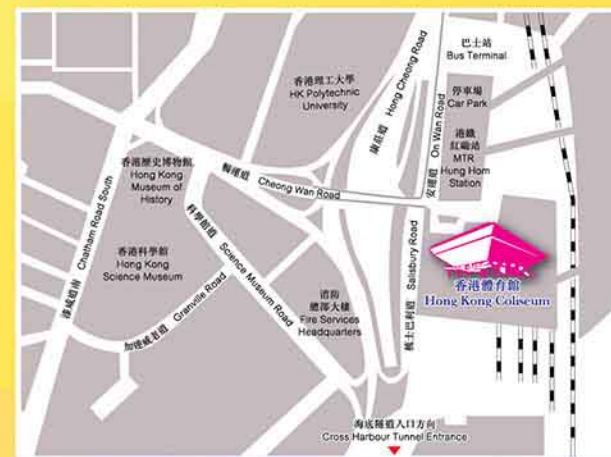 巴士站
Bus Terminal
香港理工大學
HK Polytechnic
University
康莊道 Hong Chong Road
停車場
Car Park
安運道 On Wan Road
港鐵
紅磡站
MTR
Hung Hom
Station
香港歷史博物館
Hong Kong
Museum of
History
暢運道 Cheong Wan Road
漆咸道南 Chatham Road South
科學館道 Science Museum Road
香港科學館
Hong Kong
Science Museum
加連威老道 Granville Road
消防
總部大樓
Fire Services
Headquarters
梳士巴利道 Salisbury Road
香港體育館
Hong Kong Coliseum
海底隧道入口方向
Cross Harbour Tunnel Entrance